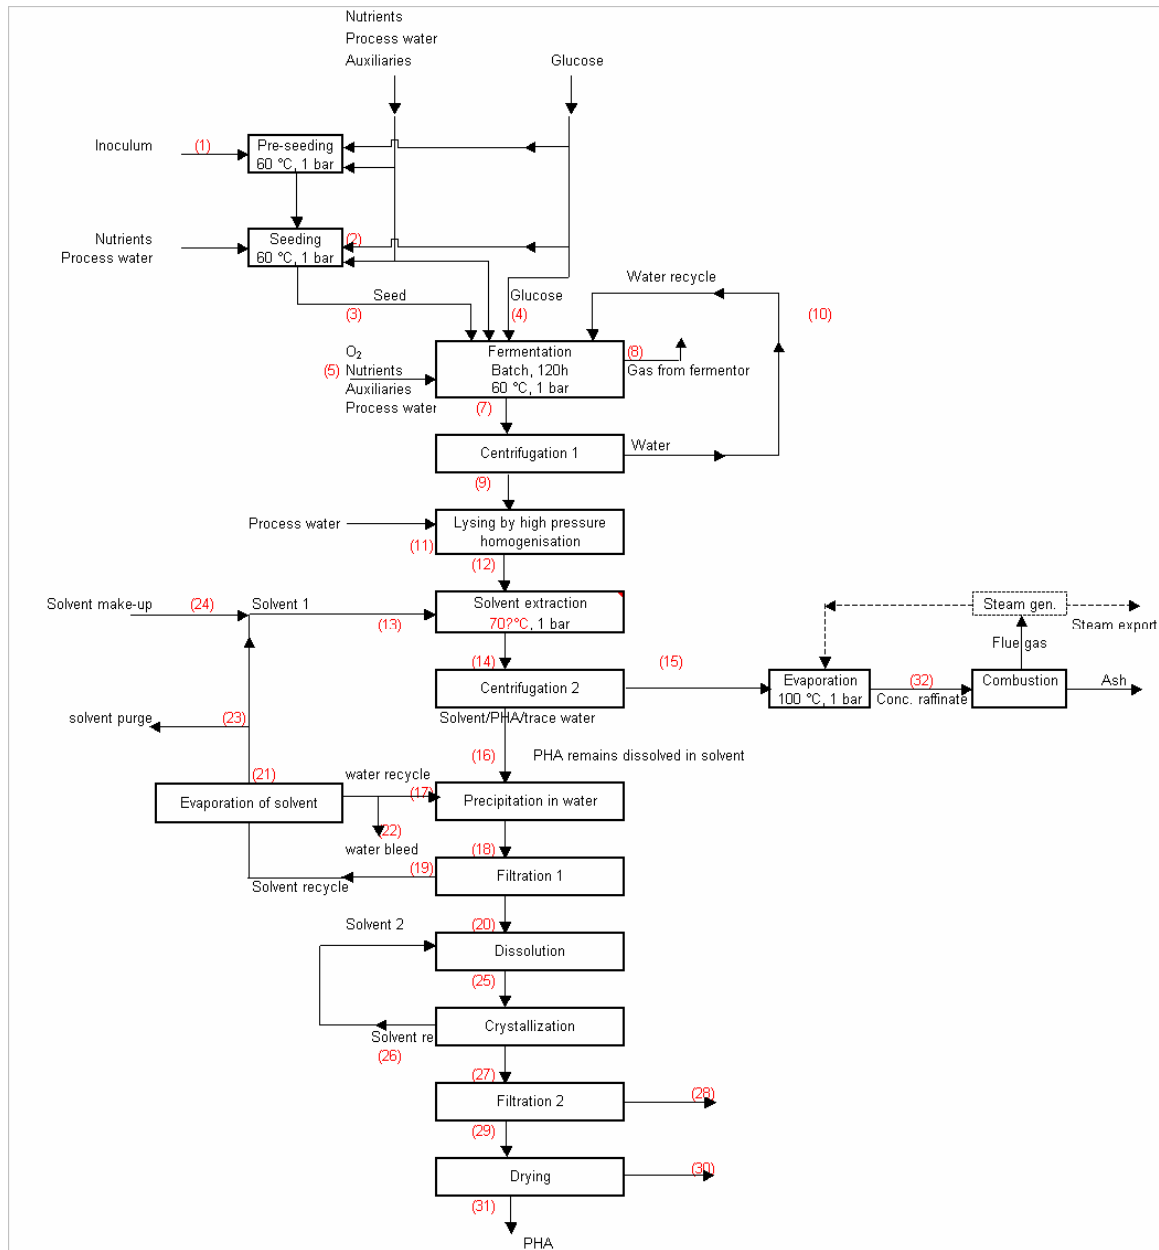 Nutrients
Process water
Auxiliaries
Glucose
Inoculum
(1)
Pre-seeding
60 °C, 1 bar
Nutrients
Process water
Seeding
60 °C, 1 bar
(2)
Seed
(3)
Glucose
(4)
Water recycle
(10)
O₂
(5) Nutrients
Auxiliaries
Process water
Fermentation
Batch, 120h
60 °C, 1 bar
(8)
Gas from fermentor
(7)
Centrifugation 1
Water
(9)
Process water
(11)
Lysing by high pressure
homogenisation
(12)
Solvent make-up
(24)
Solvent 1
(13)
Solvent extraction
70?°C, 1 bar
Steam gen.
Steam export
Flue gas
(14)
(15)
Centrifugation 2
Evaporation
100 °C, 1 bar
(32)
Conc. raffinate
Combustion
Ash
Solvent/PHA/trace water
solvent purge
(23)
(16)
PHA remains dissolved in solvent
(21)
water recycle
(17)
Evaporation of solvent
Precipitation in water
(22)
water bleed
(18)
(19)
Solvent recycle
Filtration 1
(20)
Solvent 2
Dissolution
(25)
Crystallization
Solvent re
(26)
(27)
Filtration 2
(28)
(29)
Drying
(30)
(31)
PHA